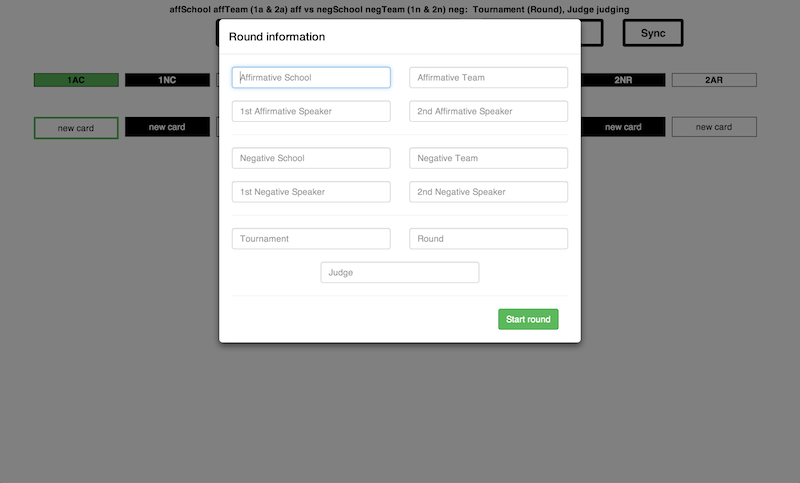 affSchool affTeam (1a & 2a) aff vs negSchool negTeam (1n & 2n) neg: Tournament (Round), Judge judging
Round information
Sync
Affirmative School Affirmative Team
1AC 1NC 2NR 2AR
1st Affirmative Speaker 2nd Affirmative Speaker
new card new card new card new card
Negative School Negative Team
1st Negative Speaker 2nd Negative Speaker
Tournament Round
Judge
Start round